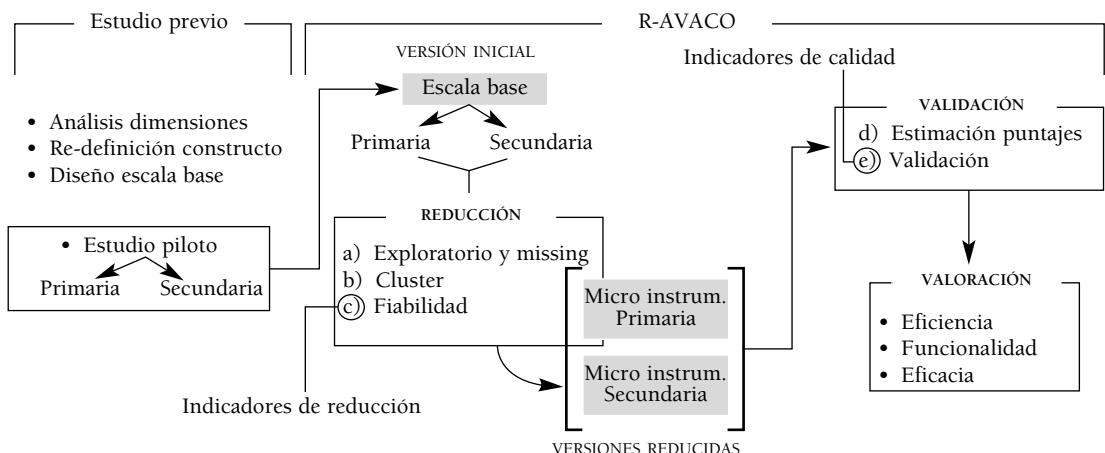 Estudio previo
• Análisis dimensiones
• Re-definición constructo
• Diseño escala base
• Estudio piloto
Primaria Secundaria
R-AVACO
VERSIÓN INICIAL
Escala base
Primaria Secundaria
REDUCCIÓN
a) Exploratorio y missing
b) Cluster
c) Fiabilidad
Indicadores de reducción
Micro instrum.
Primaria
Micro instrum.
Secundaria
VERSIONES REDUCIDAS
Indicadores de calidad
VALIDACIÓN
d) Estimación puntajes
e) Validación
VALORACIÓN
• Eficiencia
• Funcionalidad
• Eficacia